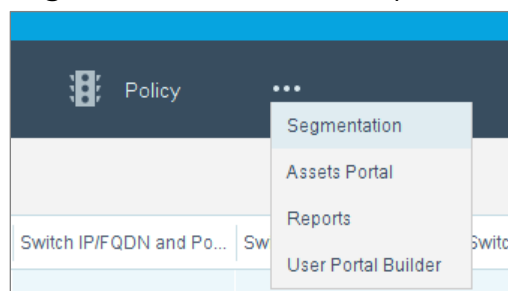 Policy
•••
Segmentation
Assets Portal
Reports
User Portal Builder
Switch IP/FQDN and Po... Sw Switc